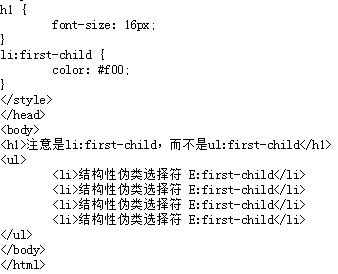 h1 {
	font-size: 16px;
}
li:first-child {
	color: #f00;
}
</style>
</head>
<body>
<h1>注意是li:first-child，而不是ul:first-child</h1>
<ul>
	<li>结构性伪类选择符 E:first-child</li>
	<li>结构性伪类选择符 E:first-child</li>
	<li>结构性伪类选择符 E:first-child</li>
	<li>结构性伪类选择符 E:first-child</li>
</ul>
</body>
</html>